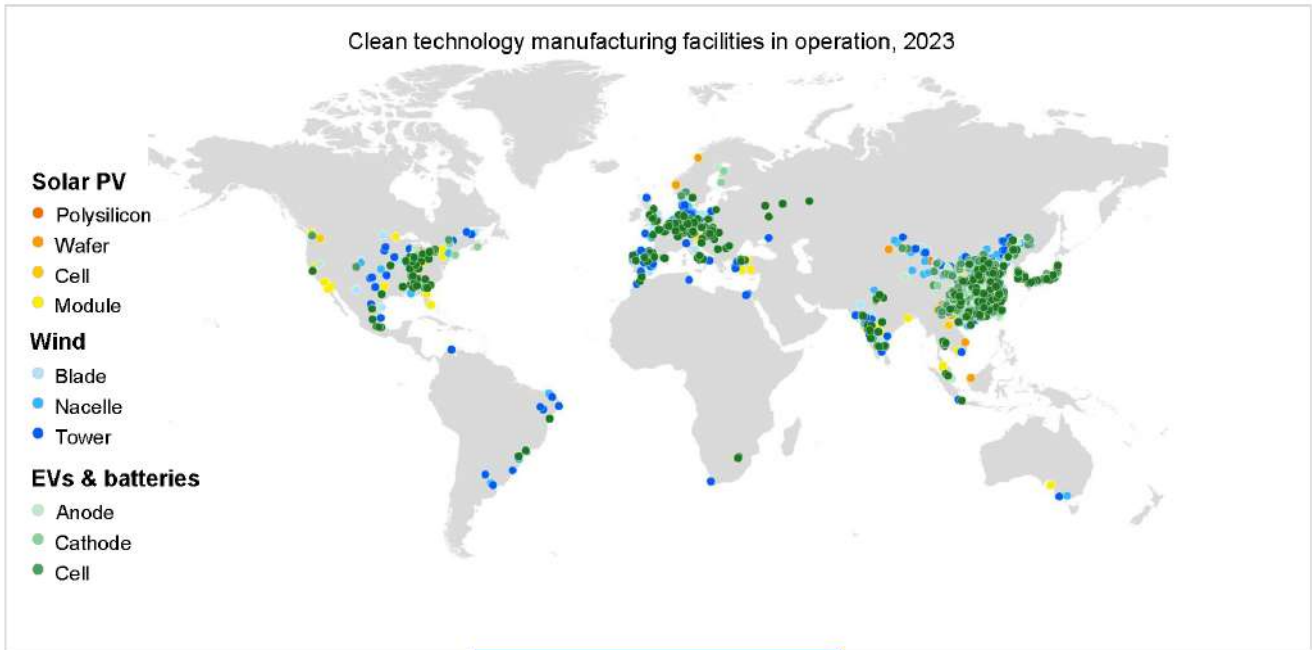 Clean technology manufacturing facilities in operation, 2023
Solar PV
Polysilicon
Wafer
Cell
Module
Wind
Blade
Nacelle
Tower
EVs & batteries
Anode
Cathode
Cell